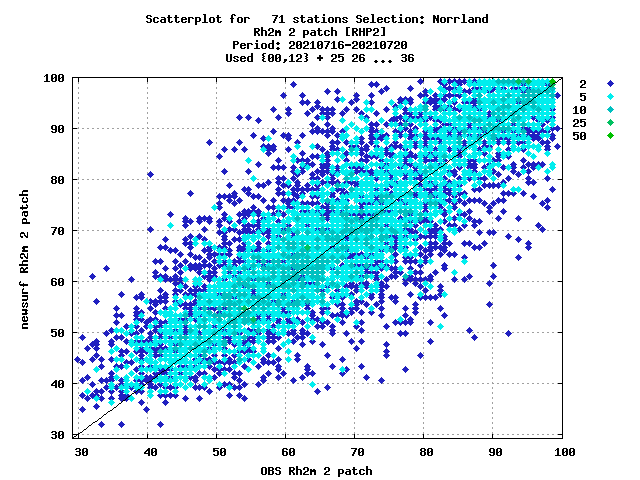 Scatterplot for   71 stations Selection: Norrland
Rh2m 2 patch [RHP2]
Period: 20210716-20210720
Used {00,12} + 25 26 ... 36
100
90
80
70
60
50
40
30
newsurf Rh2m 2 patch
30 40 50 60 70 80 90 100
OBS Rh2m 2 patch
2
5
10
25
50